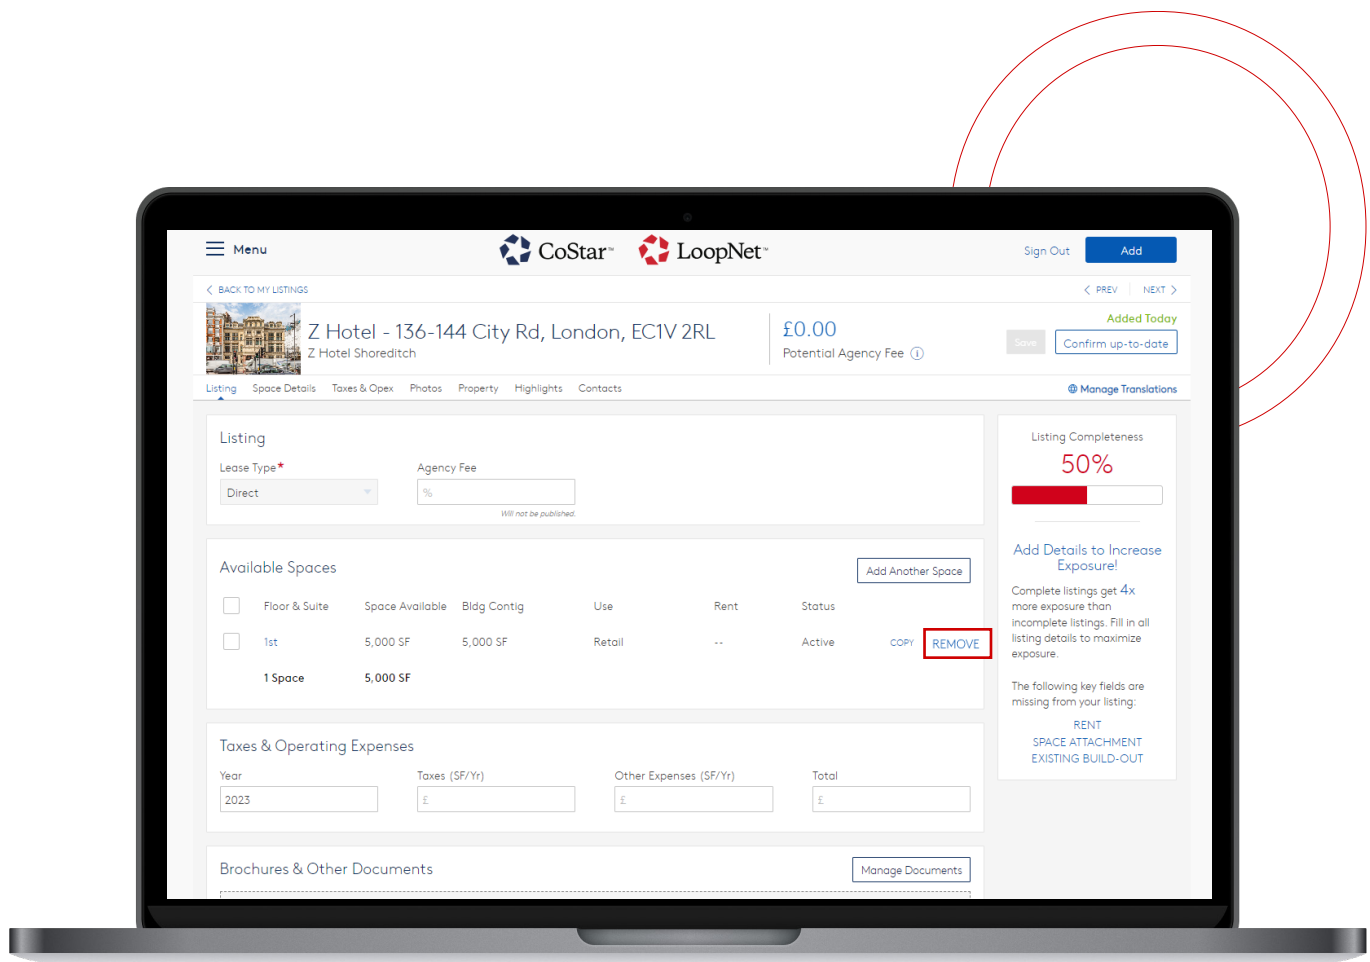 Menu
CoStar™
LoopNet™
Sign Out
Add
BACK TO MY LISTINGS
PREV
NEXT
Z Hotel - 136-144 City Rd, London, EC1V 2RL
Z Hotel Shoreditch
£0.00
Potential Agency Fee
Added Today
Save
Confirm up-to-date
Listing Space Details Taxes & Opex Photos Property Highlights Contacts
Manage Translations
Listing
Lease Type* Agency Fee
Direct %
Will not be published.
Available Spaces
Add Another Space
Floor & Suite Space Available Bldg Contig Use Rent Status
1st 5,000 SF 5,000 SF Retail -- Active COPY REMOVE
1 Space 5,000 SF
Taxes & Operating Expenses
Year Taxes (SF/Yr) Other Expenses (SF/Yr) Total
2023 £ £ £
Brochures & Other Documents
Manage Documents
Listing Completeness
50%
Add Details to Increase
Exposure!
Complete listings get 4x
more exposure than
incomplete listings. Fill in all
listing details to maximize
exposure.
The following key fields are
missing from your listing:
RENT
SPACE ATTACHMENT
EXISTING BUILD-OUT